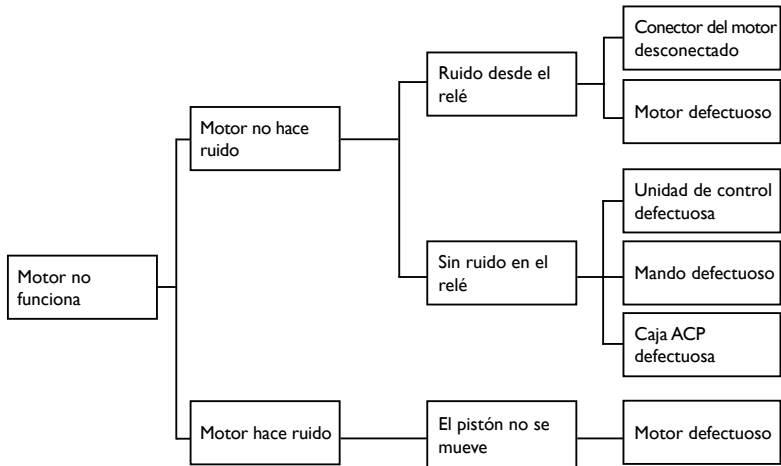 Conector del motor
desconectado
Ruido desde el
relé
Motor no hace
ruido
Motor defectuoso
Unidad de control
defectuosa
Motor no
funciona
Sin ruido en el
relé
Mando defectuoso
Caja ACP
defectuosa
Motor hace ruido
El pistón no se
mueve
Motor defectuoso